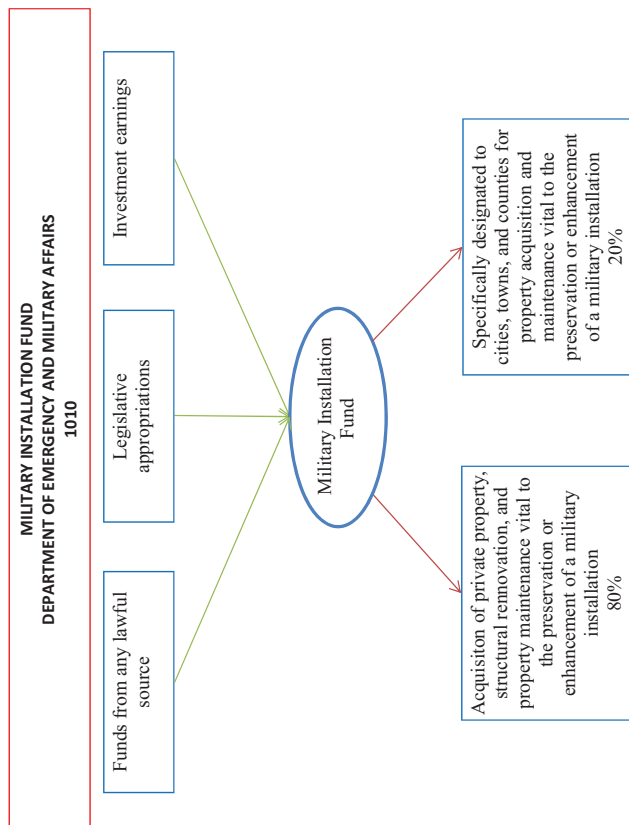 MILITARY INSTALLATION FUND
DEPARTMENT OF EMERGENCY AND MILITARY AFFAIRS
1010
Funds from any lawful
source
Legislative
appropriations
Investment earnings
Military Installation
Fund
Acquisiton of private property,
structural rennovation, and
property maintenance vital to
the preservation or
enhancement of a military
installation
80%
Specifically designated to
cities, towns, and counties for
property acquisition and
maintenance vital to the
preservation or enhancement
of a military installation
20%